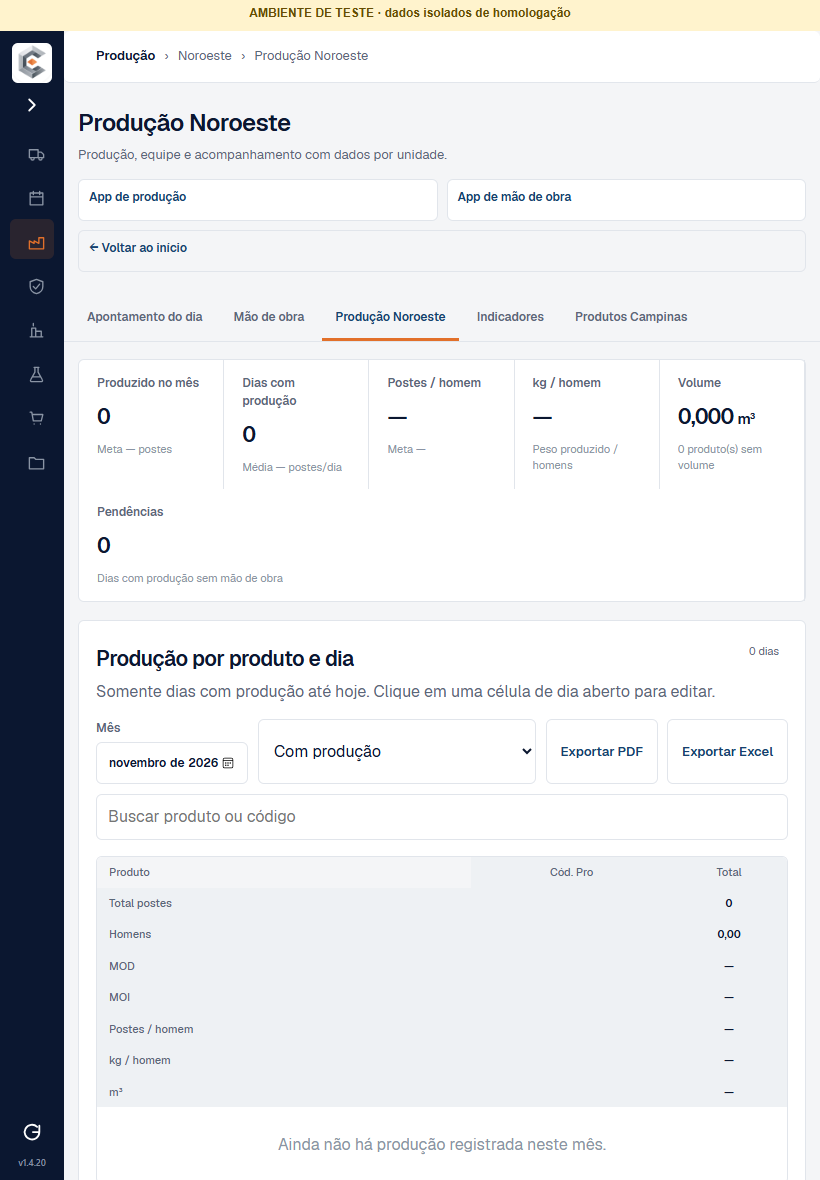 AMBIENTE DE TESTE · dados isolados de homologação
Produção › Noroeste › Produção Noroeste
Produção Noroeste
Produção, equipe e acompanhamento com dados por unidade.
App de produção
App de mão de obra
← Voltar ao início
Apontamento do dia
Mão de obra
Produção Noroeste
Indicadores
Produtos Campinas
Produzido no mês
0
Meta — postes
Dias com
produção
0
Média — postes/dia
Postes / homem
—
Meta —
kg / homem
—
Peso produzido /
homens
Volume
0,000 m³
0 produto(s) sem
volume
Pendências
0
Dias com produção sem mão de obra
Produção por produto e dia
0 dias
Somente dias com produção até hoje. Clique em uma célula de dia aberto para editar.
Mês
novembro de 2026
Com produção
Exportar PDF
Exportar Excel
Buscar produto ou código
Produto Cód. Pro Total
Total postes 0
Homens 0,00
MOD —
MOI —
Postes / homem —
kg / homem —
m³ —
Ainda não há produção registrada neste mês.
v1.4.20